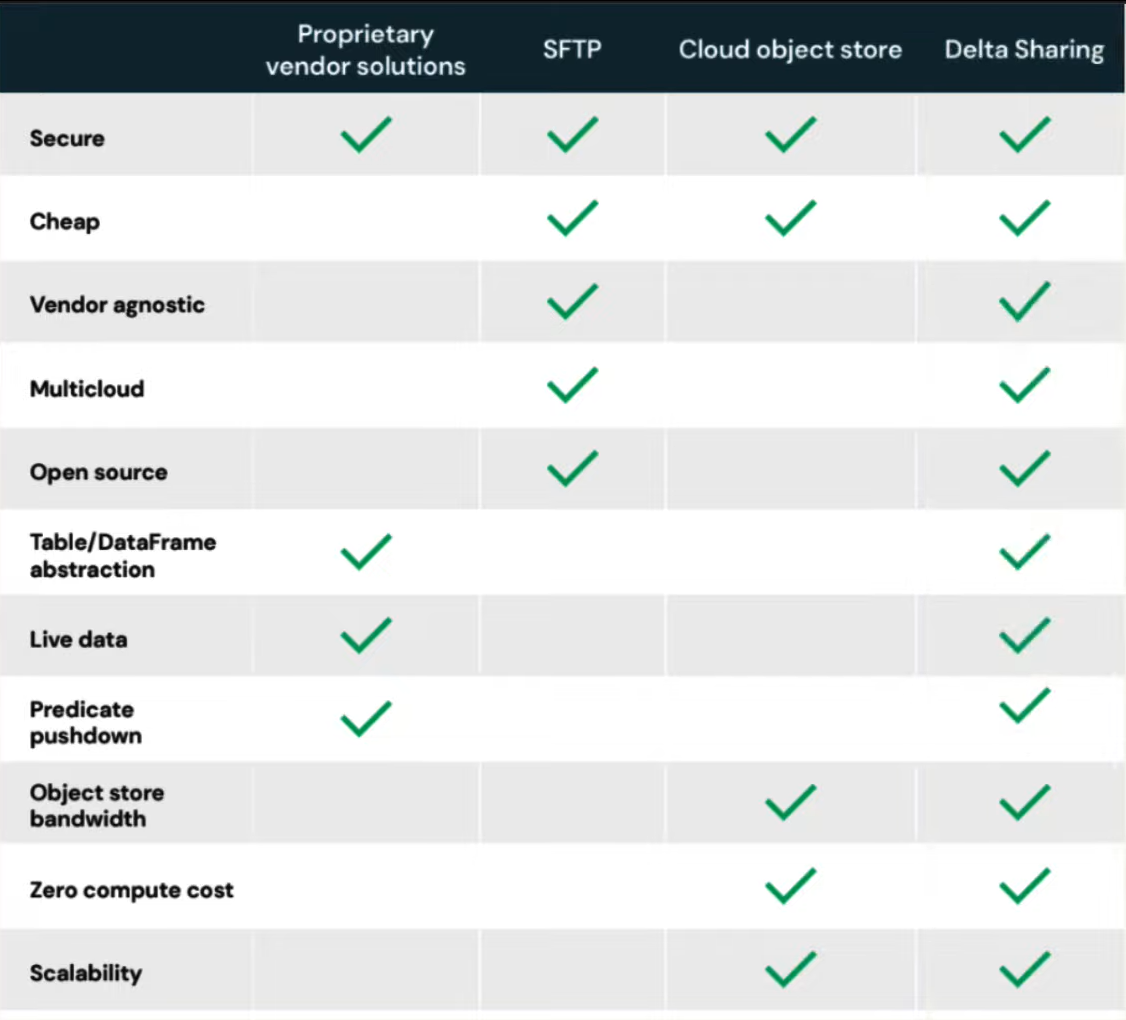 Proprietary
vendor solutions
SFTP
Cloud object store
Delta Sharing
Secure
Cheap
Vendor agnostic
Multicloud
Open source
Table/DataFrame
abstraction
Live data
Predicate
pushdown
Object store
bandwidth
Zero compute cost
Scalability